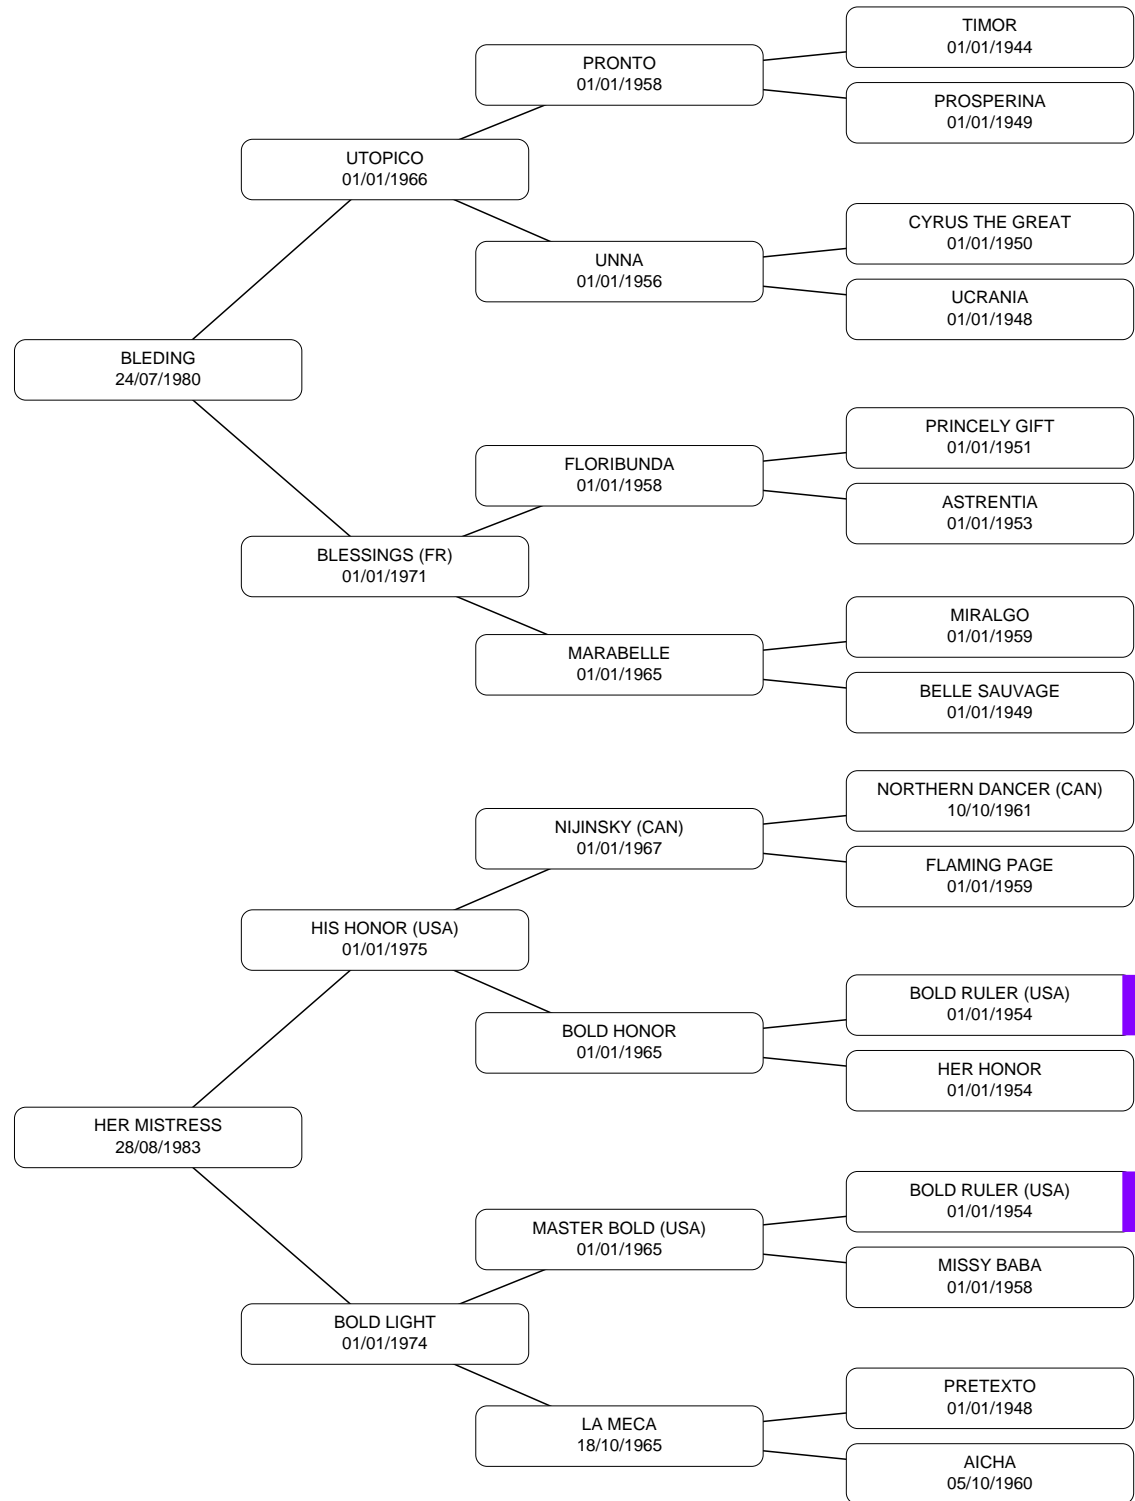 TIMOR
01/01/1944
PRONTO
01/01/1958
PROSPERINA
01/01/1949
UTOPICO
01/01/1966
CYRUS THE GREAT
01/01/1950
UNNA
01/01/1956
UCRANIA
01/01/1948
BLEDING
24/07/1980
PRINCELY GIFT
01/01/1951
FLORIBUNDA
01/01/1958
ASTRENTIA
01/01/1953
BLESSINGS (FR)
01/01/1971
MIRALGO
01/01/1959
MARABELLE
01/01/1965
BELLE SAUVAGE
01/01/1949
NORTHERN DANCER (CAN)
10/10/1961
NIJINSKY (CAN)
01/01/1967
FLAMING PAGE
01/01/1959
HIS HONOR (USA)
01/01/1975
BOLD RULER (USA)
01/01/1954
BOLD HONOR
01/01/1965
HER HONOR
01/01/1954
HER MISTRESS
28/08/1983
BOLD RULER (USA)
01/01/1954
MASTER BOLD (USA)
01/01/1965
MISSY BABA
01/01/1958
BOLD LIGHT
01/01/1974
PRETEXTO
01/01/1948
LA MECA
18/10/1965
AICHA
05/10/1960